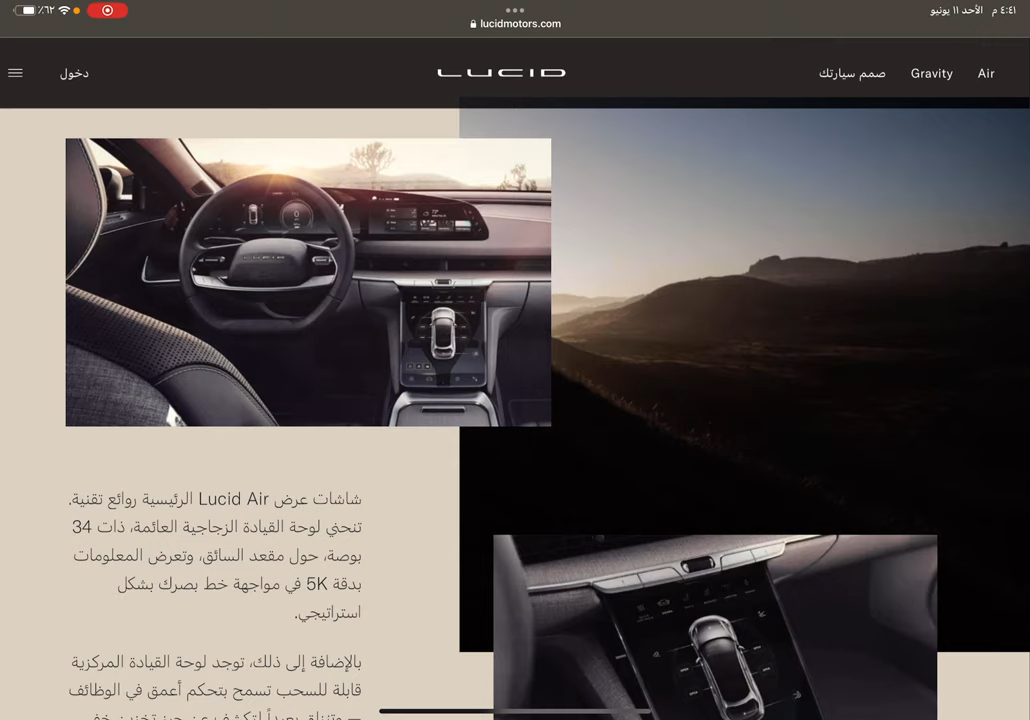 ٤:٤١ م الأحد ١١ يونيو
٪٦٢
lucidmotors.com
Air Gravity صمم سيارتك
LUCID
دخول
LUCID
شاشات عرض Lucid Air الرئيسية روائع تقنية.
تنحني لوحة القيادة الزجاجية العائمة، ذات 34
بوصة، حول مقعد السائق، وتعرض المعلومات
بدقة 5K في مواجهة خط بصرك بشكل
استراتيجي.
بالإضافة إلى ذلك، توجد لوحة القيادة المركزية
قابلة للسحب تسمح بتحكم أعمق في الوظائف